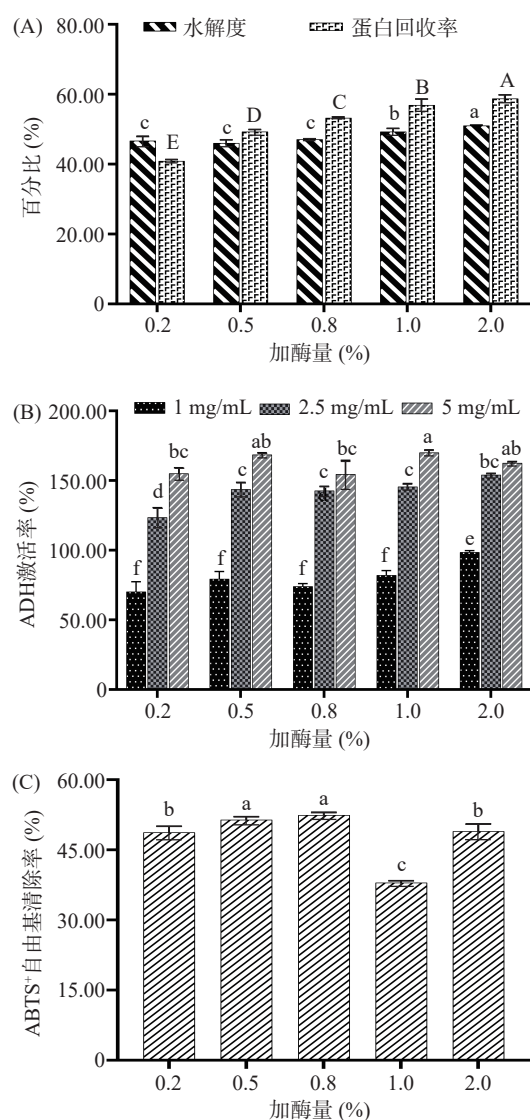 (A)
水解度 蛋白回收率
80.00
60.00
40.00
20.00
0
百分比 (%)
c E c D c C b B a A
0.2 0.5 0.8 1.0 2.0
加酶量 (%)
(B)
1 mg/mL 2.5 mg/mL 5 mg/mL
200.00
150.00
100.00
50.00
0
ADH激活率 (%)
f d bc f c ab f c bc f c a e bc ab
0.2 0.5 0.8 1.0 2.0
加酶量 (%)
(C)
60.00
45.00
30.00
15.00
0
ABTS⁺自由基清除率 (%)
b a a c b
0.2 0.5 0.8 1.0 2.0
加酶量 (%)